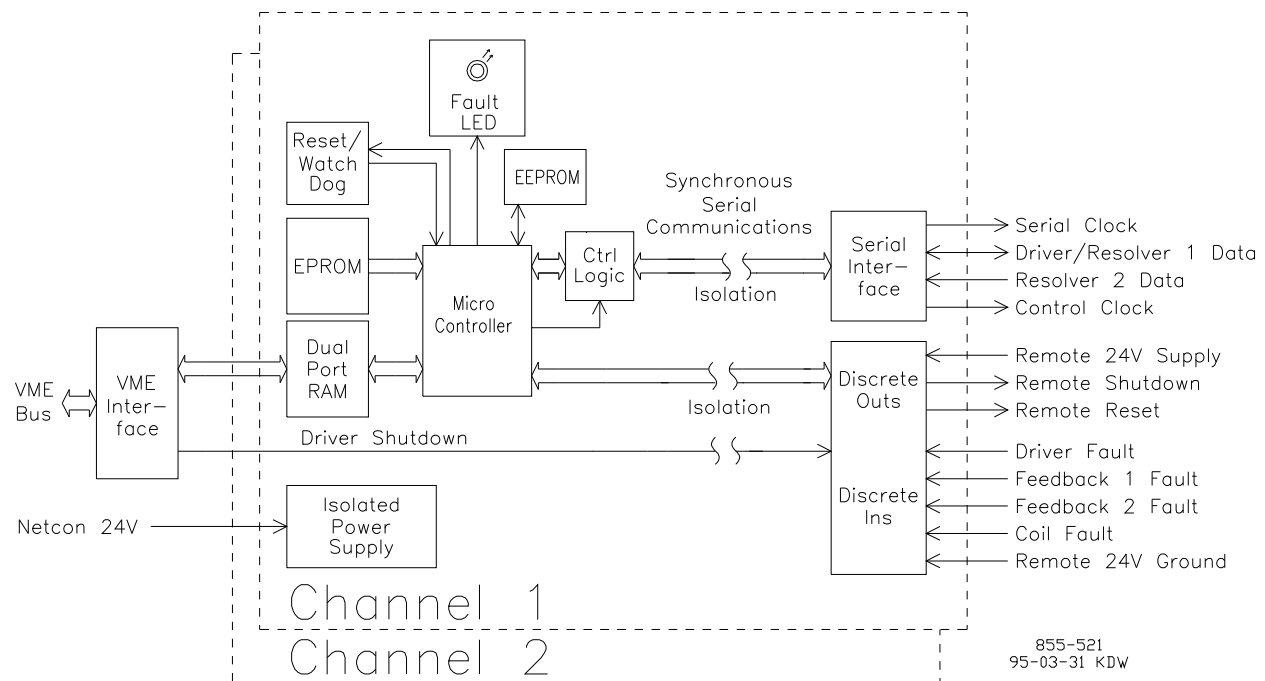 Fault
LED
Reset/
Watch
Dog
EEPROM
Synchronous
Serial
Communications
EPROM
Ctrl
Logic
Isolation
Serial
Inter-
face
Serial Clock
Driver/Resolver 1 Data
Resolver 2 Data
Control Clock
Micro
Controller
VME
Bus
VME
Inter-
face
Dual
Port
RAM
Isolation
Discrete
Outs
Remote 24V Supply
Remote Shutdown
Remote Reset
Driver Shutdown
Discrete
Ins
Driver Fault
Feedback 1 Fault
Feedback 2 Fault
Coil Fault
Remote 24V Ground
Netcon 24V
Isolated
Power
Supply
Channel 1
Channel 2
855-521
95-03-31 KDW